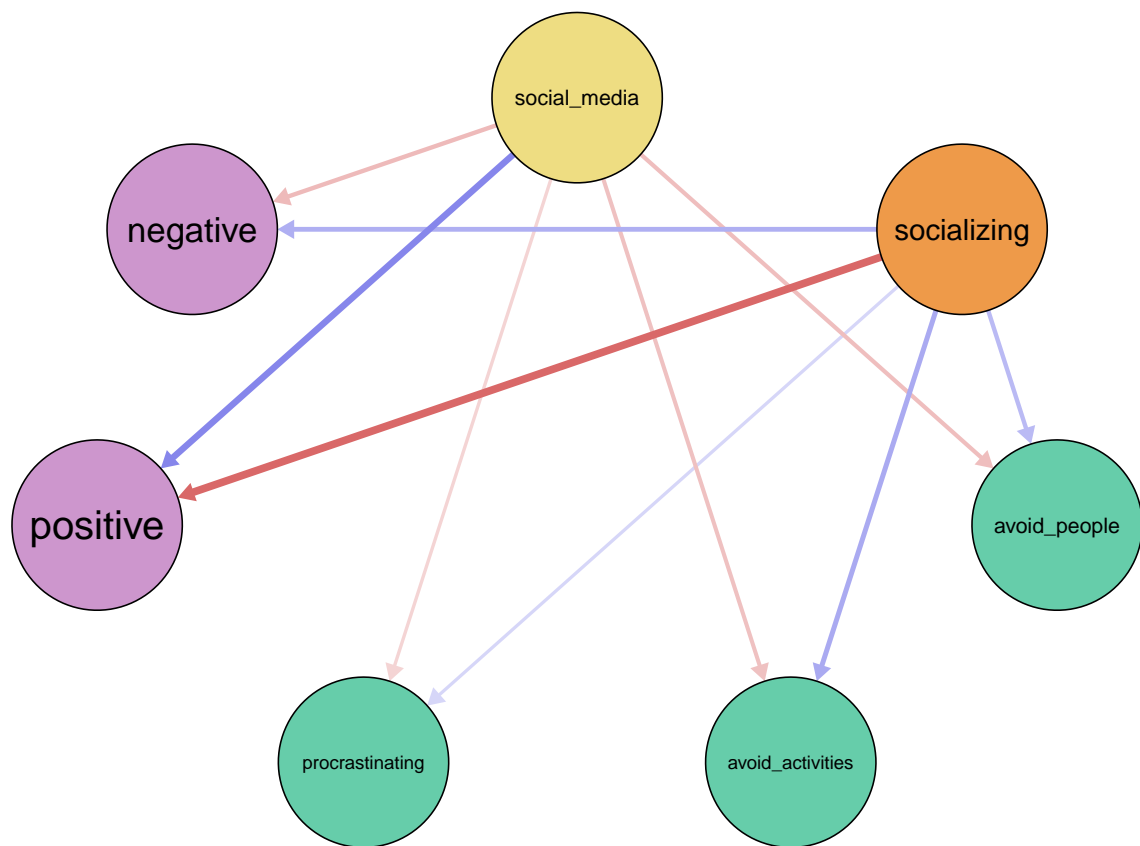 social_media
negative
socializing
positive
avoid_people
procrastinating
avoid_activities